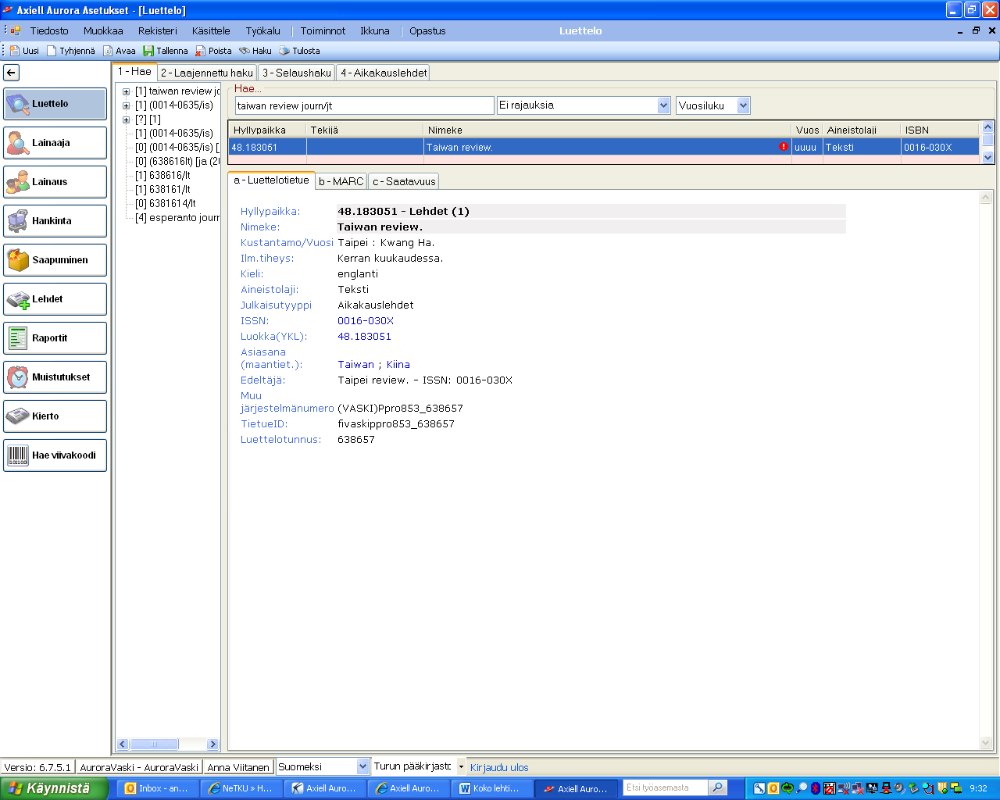 Axiell Aurora Asetukset - [Luettelo]
Tiedosto Muokkaa Rekisteri Käsittele Työkalu Toiminnot Ikkuna Opastus Luettelo
Uusi Tyhjennä Avaa Tallenna Poista Haku Tulosta
1 - Hae 2 - Laajennettu haku 3 - Selaushaku 4 - Aikakauslehdet
Luettelo
Lainaaja
Lainaus
Hankinta
Saapuminen
Lehdet
Raportit
Muistutukset
Kierto
Hae viivakoodi
[1] taiwan review jo
[1] (0014-0635/is)
[?] [1]
[1] (0014-0635/is)
[0] (0014-0635/is) [
[0] (638616lt) [ja (2l
[1] 638616/lt
[1] 638161/lt
[0] 6381614/lt
[4] esperanto journ
Hae...
taiwan review journ/jt Ei rajauksia Vuosiluku
Hyllypaikka Tekijä Nimeke Vuos Aineistolaji ISBN
48.183051 Taiwan review. uuuu Teksti 0016-030X
a - Luettelotietue b - MARC c - Saatavuus
Hyllypaikka: 48.183051 - Lehdet (1)
Nimeke: Taiwan review.
Kustantamo/Vuosi Taipei : Kwang Ha.
Ilm.tiheys: Kerran kuukaudessa.
Kieli: englanti
Aineistolaji: Teksti
Julkaisutyyppi Aikakauslehdet
ISSN: 0016-030X
Luokka(YKL): 48.183051
Asiasana
(maantiet.): Taiwan ; Kiina
Edeltäjä: Taipei review. - ISSN: 0016-030X
Muu
järjestelmänumero (VASKI)Ppro853_638657
TietueID: fivaskippro853_638657
Luettelotunnus: 638657
Versio: 6.7.5.1 AuroraVaski - AuroraVaski Anna Viitanen Suomeksi Turun pääkirjasto Kirjaudu ulos
Käynnistä Inbox - an... NeTKU » H... Axiell Auro... Axiell Auro... Koko lehti... Axiell Auro... Etsi työasemasta 9:32